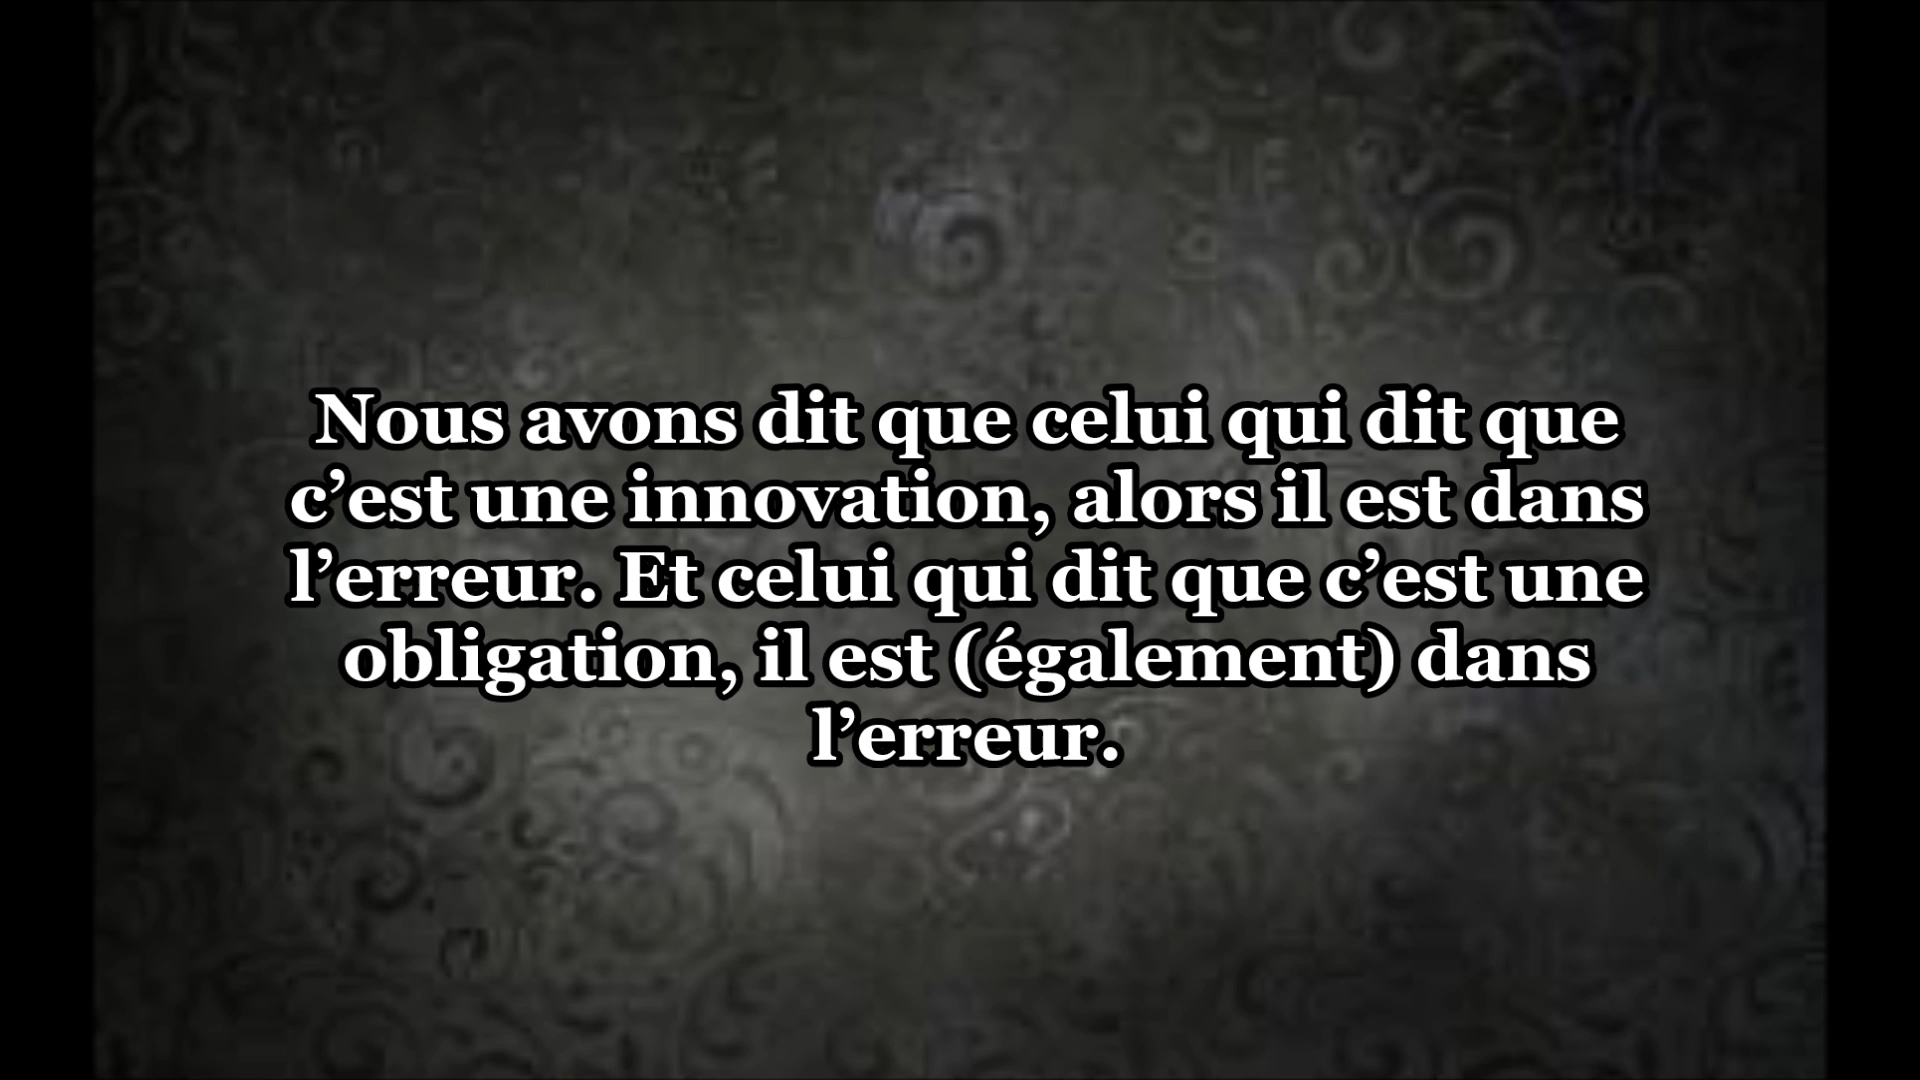 Nous avons dit que celui qui dit que
c’est une innovation, alors il est dans
l’erreur. Et celui qui dit que c’est une
obligation, il est (également) dans
l’erreur.